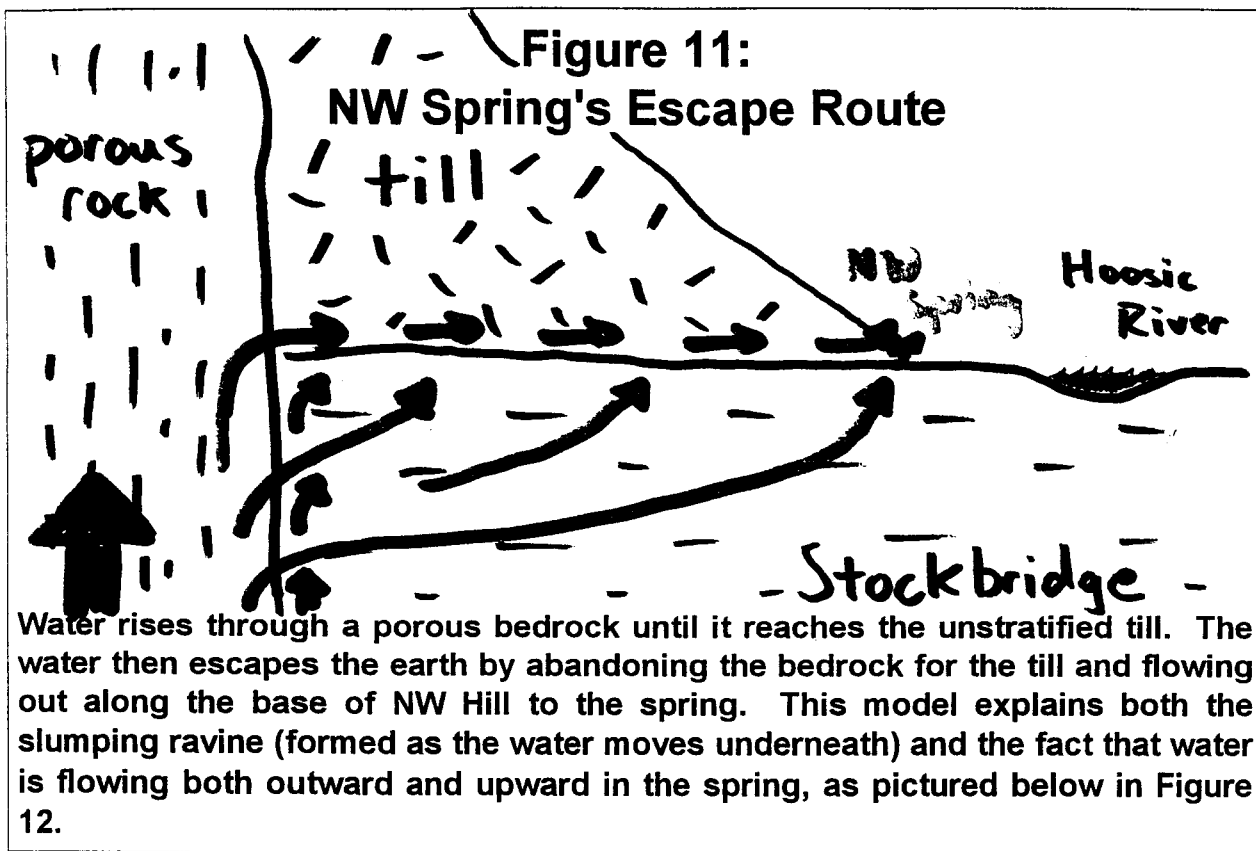 Figure 11:
NW Spring's Escape Route
porous
rock
till
NW
Spring
Hoosic
River
Stockbridge
Water rises through a porous bedrock until it reaches the unstratified till. The
water then escapes the earth by abandoning the bedrock for the till and flowing
out along the base of NW Hill to the spring. This model explains both the
slumping ravine (formed as the water moves underneath) and the fact that water
is flowing both outward and upward in the spring, as pictured below in Figure
12.